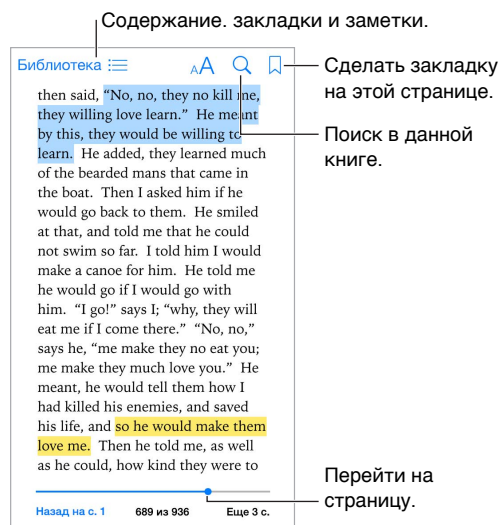 Содержание. закладки и заметки.
Библиотека
AA
Сделать закладку
на этой странице.
Поиск в данной
книге.
then said, “No, no, they no kill me,
they willing love learn.” He meant
by this, they would be willing to
learn. He added, they learned much
of the bearded mans that came in
the boat. Then I asked him if he
would go back to them. He smiled
at that, and told me that he could
not swim so far. I told him I would
make a canoe for him. He told me
he would go if I would go with
him. “I go!” says I; “why, they will
eat me if I come there.” “No, no,”
says he, “me make they no eat you;
me make they much love you.” He
meant, he would tell them how I
had killed his enemies, and saved
his life, and so he would make them
love me. Then he told me, as well
as he could, how kind they were to
Перейти на
страницу.
Назад на с. 1 689 из 936 Еще 3 с.